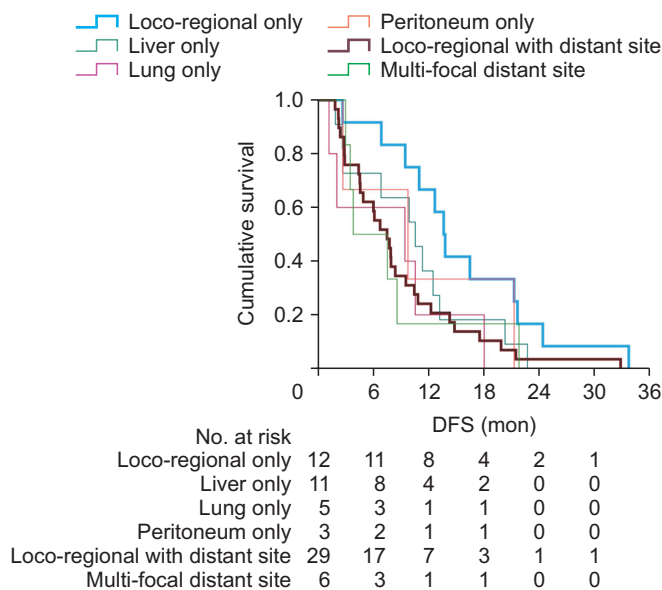 Loco-regional only Peritoneum only
Liver only Loco-regional with distant site
Lung only Multi-focal distant site
1.0
0.8
0.6
0.4
0.2
Cumulative survival
0 6 12 18 24 30 36
DFS (mon)
No. at risk
Loco-regional only 12 11 8 4 2 1
Liver only 11 8 4 2 0 0
Lung only 5 3 1 1 0 0
Peritoneum only 3 2 1 1 0 0
Loco-regional with distant site 29 17 7 3 1 1
Multi-focal distant site 6 3 1 1 0 0